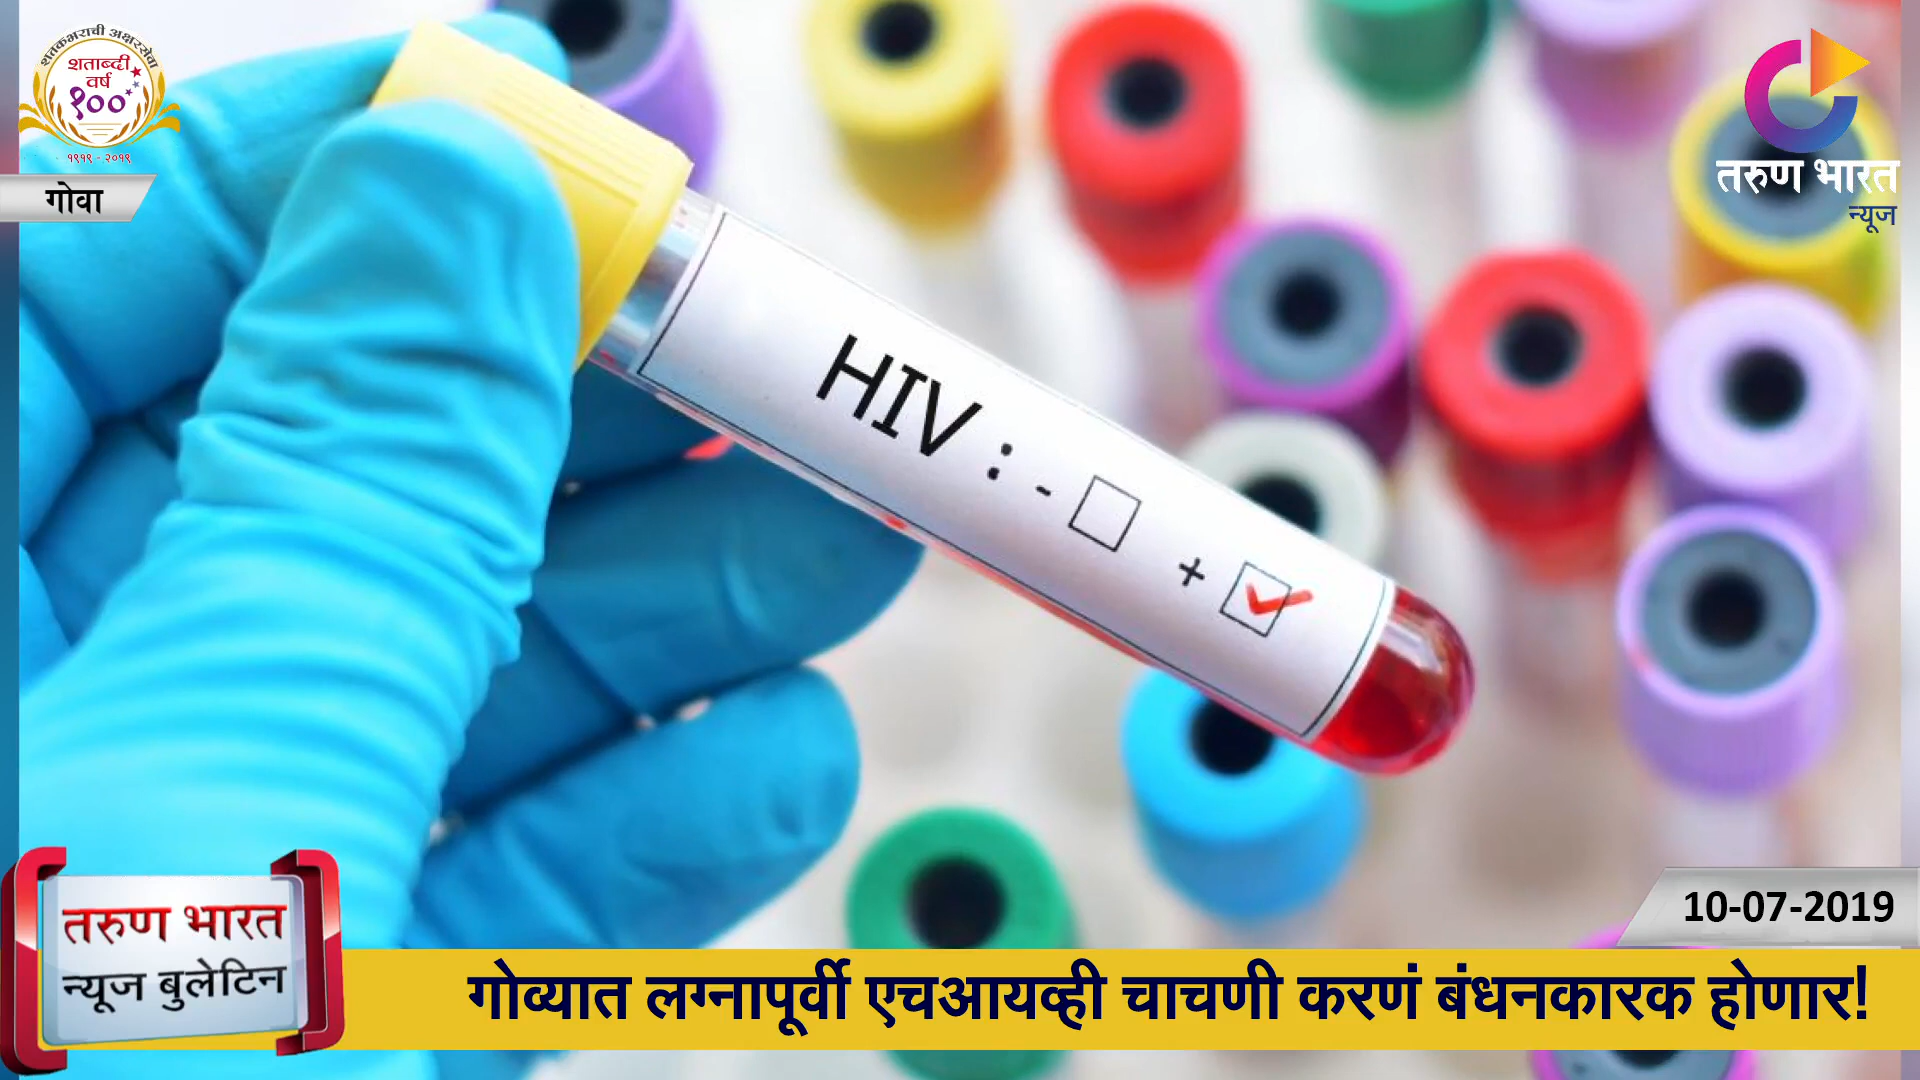 शतकभराची अक्षरसेवा
शताब्दी
वर्ष
१००
१९१९ - २०१९
गोवा
तरुण भारत
न्यूज
HIV : -
+
10-07-2019
तरुण भारत
न्यूज बुलेटिन
गोव्यात लग्नापूर्वी एचआयव्ही चाचणी करणं बंधनकारक होणार!